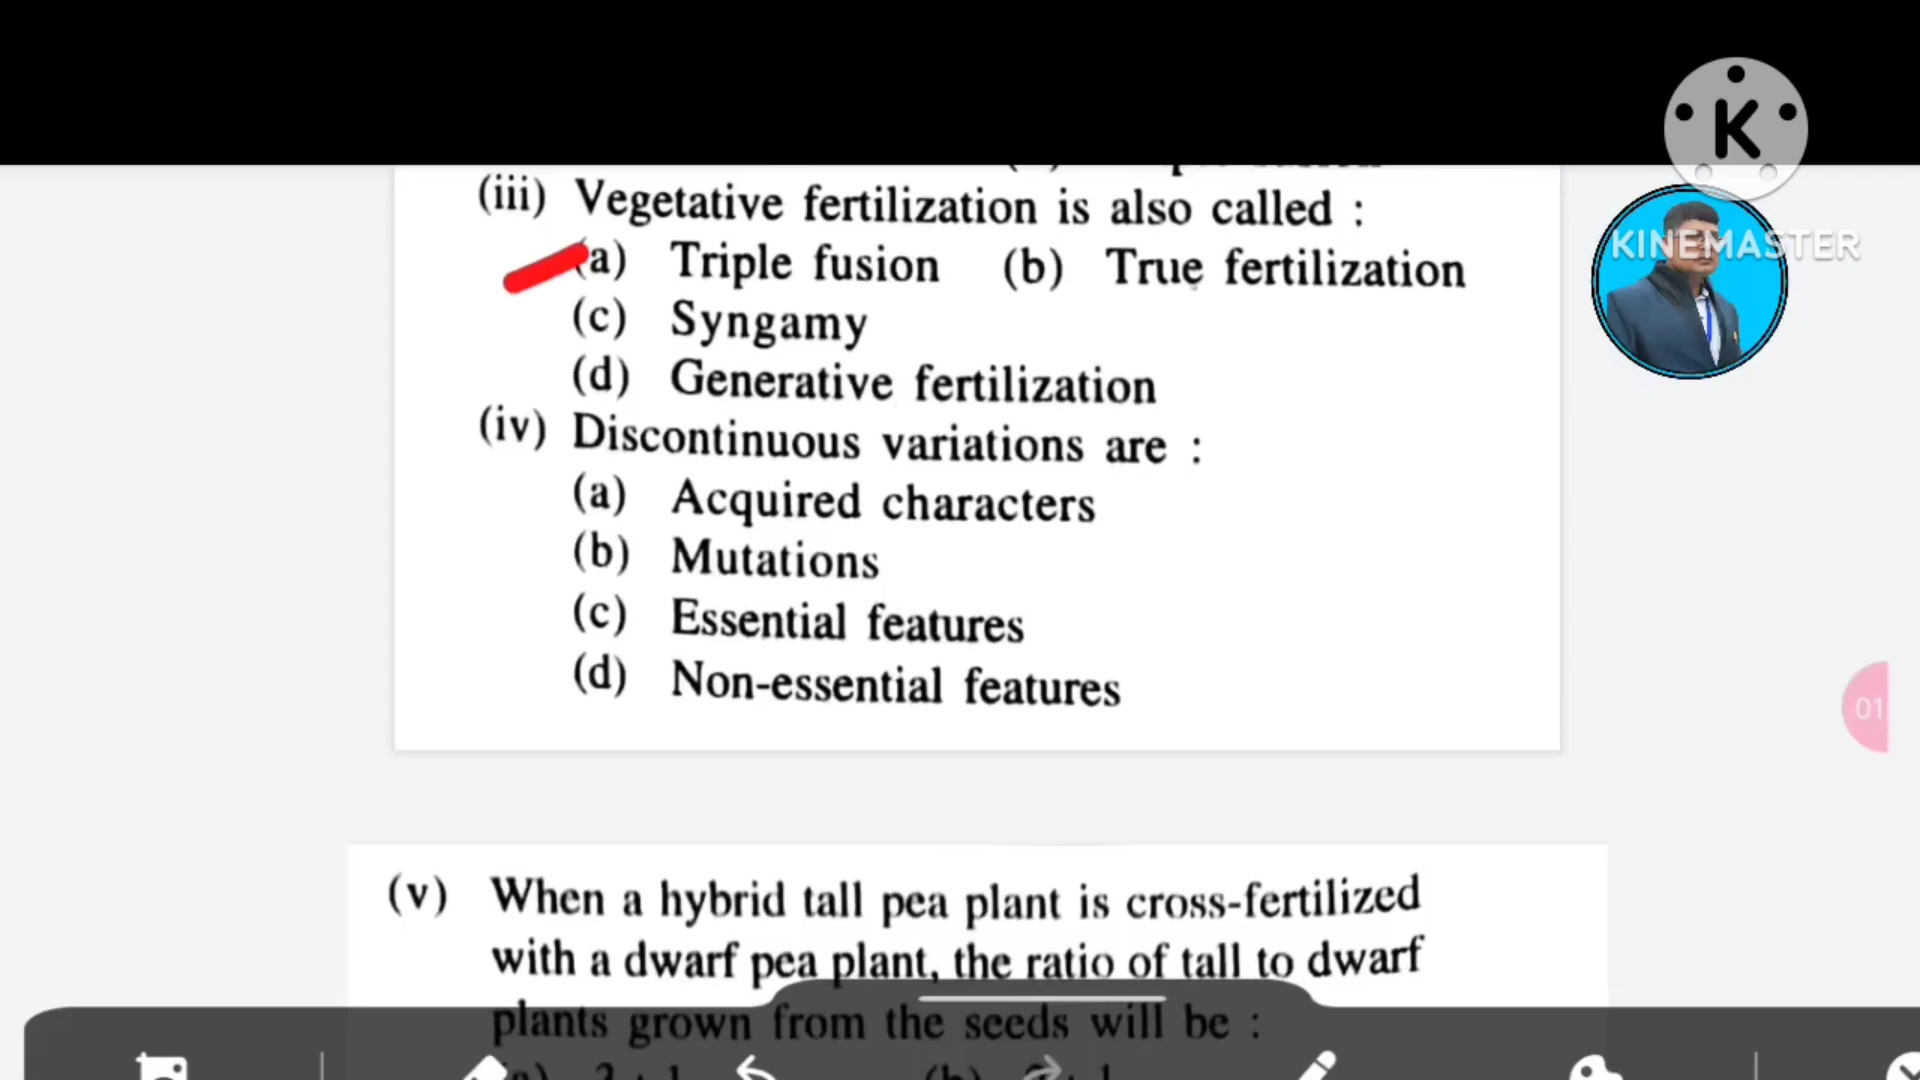 K
KINEMASTER
(iii) Vegetative fertilization is also called :
(a) Triple fusion (b) True fertilization
(c) Syngamy
(d) Generative fertilization
(iv) Discontinuous variations are :
(a) Acquired characters
(b) Mutations
(c) Essential features
(d) Non-essential features
01
(v) When a hybrid tall pea plant is cross-fertilized
with a dwarf pea plant, the ratio of tall to dwarf
plants grown from the seeds will be :